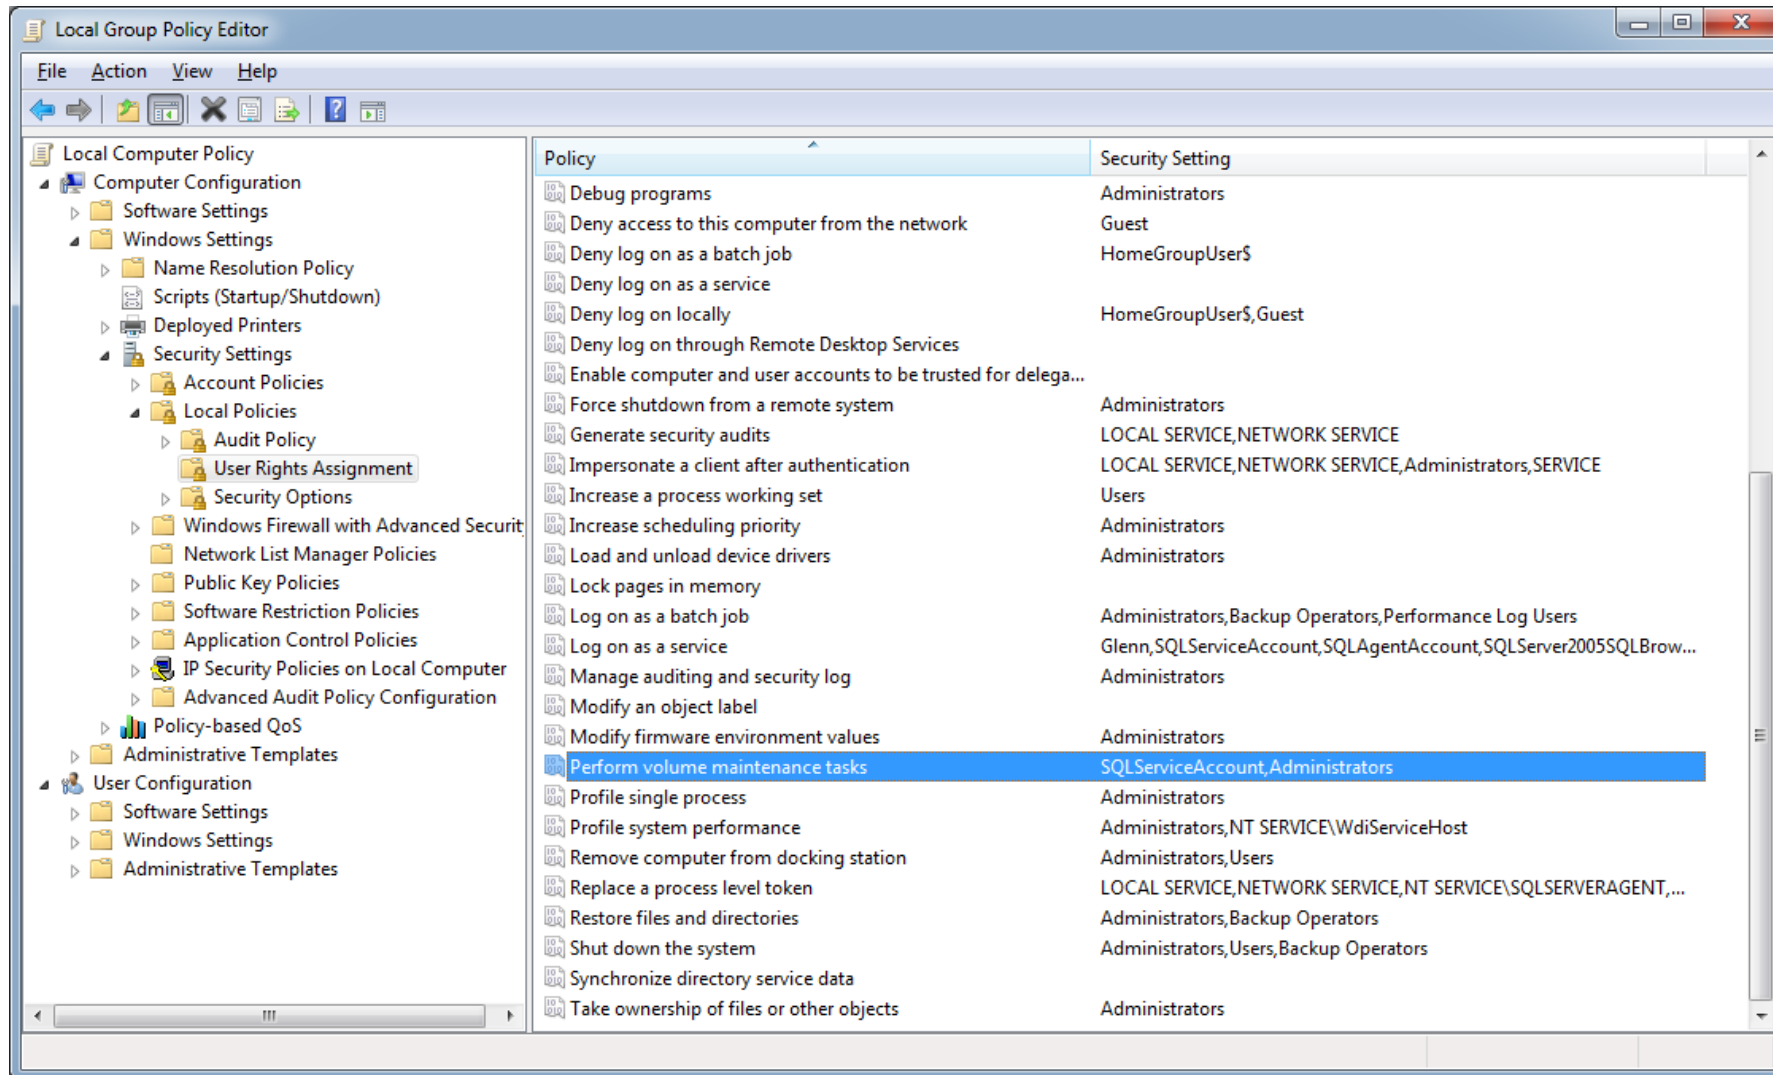 Local Group Policy Editor
File Action View Help
Local Computer Policy
Computer Configuration
Software Settings
Windows Settings
Name Resolution Policy
Scripts (Startup/Shutdown)
Deployed Printers
Security Settings
Account Policies
Local Policies
Audit Policy
User Rights Assignment
Security Options
Windows Firewall with Advanced Securit
Network List Manager Policies
Public Key Policies
Software Restriction Policies
Application Control Policies
IP Security Policies on Local Computer
Advanced Audit Policy Configuration
Policy-based QoS
Administrative Templates
User Configuration
Software Settings
Windows Settings
Administrative Templates
Policy Security Setting
Debug programs Administrators
Deny access to this computer from the network Guest
Deny log on as a batch job HomeGroupUser$
Deny log on as a service
Deny log on locally HomeGroupUser$,Guest
Deny log on through Remote Desktop Services
Enable computer and user accounts to be trusted for delega...
Force shutdown from a remote system Administrators
Generate security audits LOCAL SERVICE,NETWORK SERVICE
Impersonate a client after authentication LOCAL SERVICE,NETWORK SERVICE,Administrators,SERVICE
Increase a process working set Users
Increase scheduling priority Administrators
Load and unload device drivers Administrators
Lock pages in memory
Log on as a batch job Administrators,Backup Operators,Performance Log Users
Log on as a service Glenn,SQLServiceAccount,SQLAgentAccount,SQLServer2005SQLBrow...
Manage auditing and security log Administrators
Modify an object label
Modify firmware environment values Administrators
Perform volume maintenance tasks SQLServiceAccount,Administrators
Profile single process Administrators
Profile system performance Administrators,NT SERVICE\WdiServiceHost
Remove computer from docking station Administrators,Users
Replace a process level token LOCAL SERVICE,NETWORK SERVICE,NT SERVICE\SQLSERVERAGENT,...
Restore files and directories Administrators,Backup Operators
Shut down the system Administrators,Users,Backup Operators
Synchronize directory service data
Take ownership of files or other objects Administrators